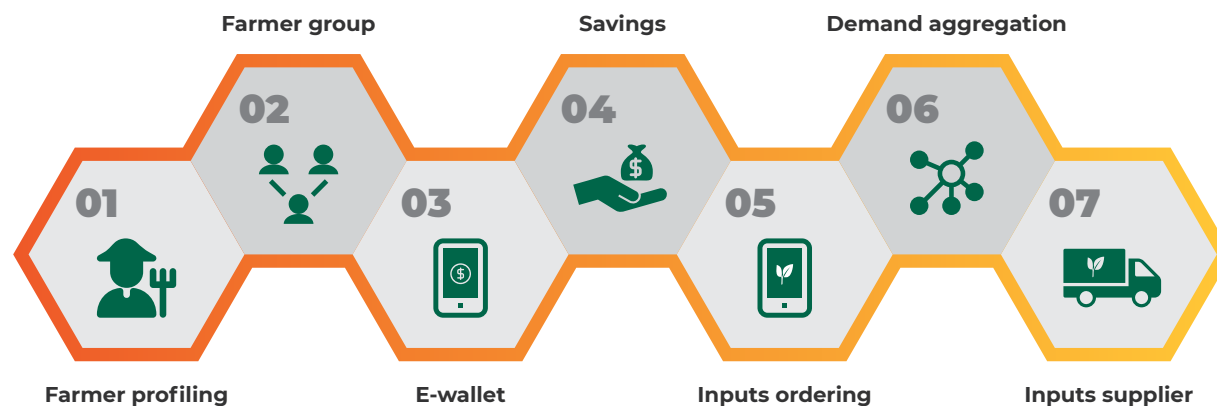 Farmer group
Savings
Demand aggregation
02
04
06
01
03
05
07
$
$
Farmer profiling
E-wallet
Inputs ordering
Inputs supplier